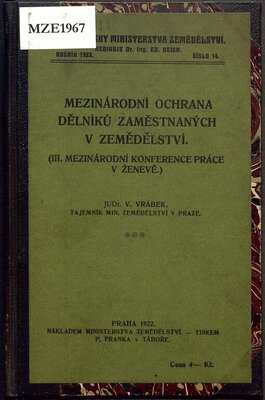 MZE1967
KY MINISTERSTVA ZEMĚDĚLSTVÍ.
REDIGUJE Dr. Ing. ED. REICH.
ROČNÍK 1922. ČÍSLO 14.
MEZINÁRODNÍ OCHRANA
DĚLNÍKŮ ZAMĚSTNANÝCH
V ZEMĚDĚLSTVÍ.
(III. MEZINÁRODNÍ KONFERENCE PRÁCE
V ŽENEVĚ.)
JUDr. V. VRÁBEK,
TAJEMNÍK MIN. ZEMĚDĚLSTVÍ V PRAZE.
PRAHA 1922.
NÁKLADEM MINISTERSTVA ZEMĚDĚLSTVÍ. — TISKEM
P. FRANKA v TÁBOŘE.
Cena 4·— Kč.